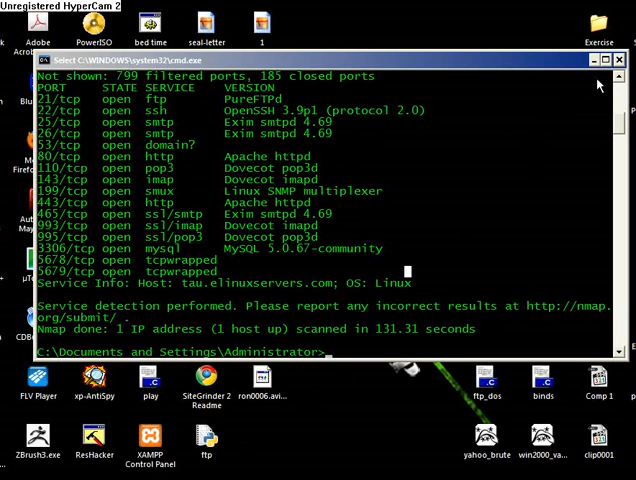 Unregistered HyperCam 2
Adobe
Acrob
PowerISO
bed time
seal-letter
1
Exercise
Select C:\WINDOWS\system32\cmd.exe
Not shown: 799 filtered ports, 185 closed ports
PORT STATE SERVICE VERSION
21/tcp open ftp PureFTPd
22/tcp open ssh OpenSSH 3.9p1 (protocol 2.0)
25/tcp open smtp Exim smtpd 4.69
26/tcp open smtp Exim smtpd 4.69
53/tcp open domain?
80/tcp open http Apache httpd
110/tcp open pop3 Dovecot pop3d
143/tcp open imap Dovecot imapd
199/tcp open smux Linux SNMP multiplexer
443/tcp open http Apache httpd
465/tcp open ssl/smtp Exim smtpd 4.69
993/tcp open ssl/imap Dovecot imapd
995/tcp open ssl/pop3 Dovecot pop3d
3306/tcp open mysql MySQL 5.0.67-community
5678/tcp open tcpwrapped
5679/tcp open tcpwrapped
Service Info: Host: tau.elinuxservers.com; OS: Linux
Service detection performed. Please report any incorrect results at http://nmap.
org/submit/ .
Nmap done: 1 IP address (1 host up) scanned in 131.31 seconds
C:\Documents and Settings\Administrator>_
FLV Player
xp-AntiSpy
play
SiteGrinder 2
Readme
ron0006.avi...
ftp_dos
binds
Comp 1
ZBrush3.exe
ResHacker
XAMPP
Control Panel
ftp
yahoo_brute
win2000_va...
clip0001